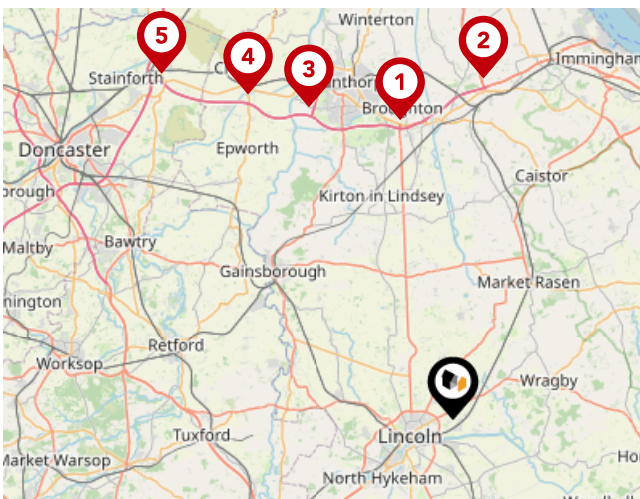 Winterton
5
2
4
3
1
Immingham
Stainforth
Doncaster
Epworth
Caistor
Kirton in Lindsey
Bawtry
Maltby
Gainsborough
Market Rasen
Retford
Worksop
Wragby
Tuxford
Lincoln
Market Warsop
North Hykeham